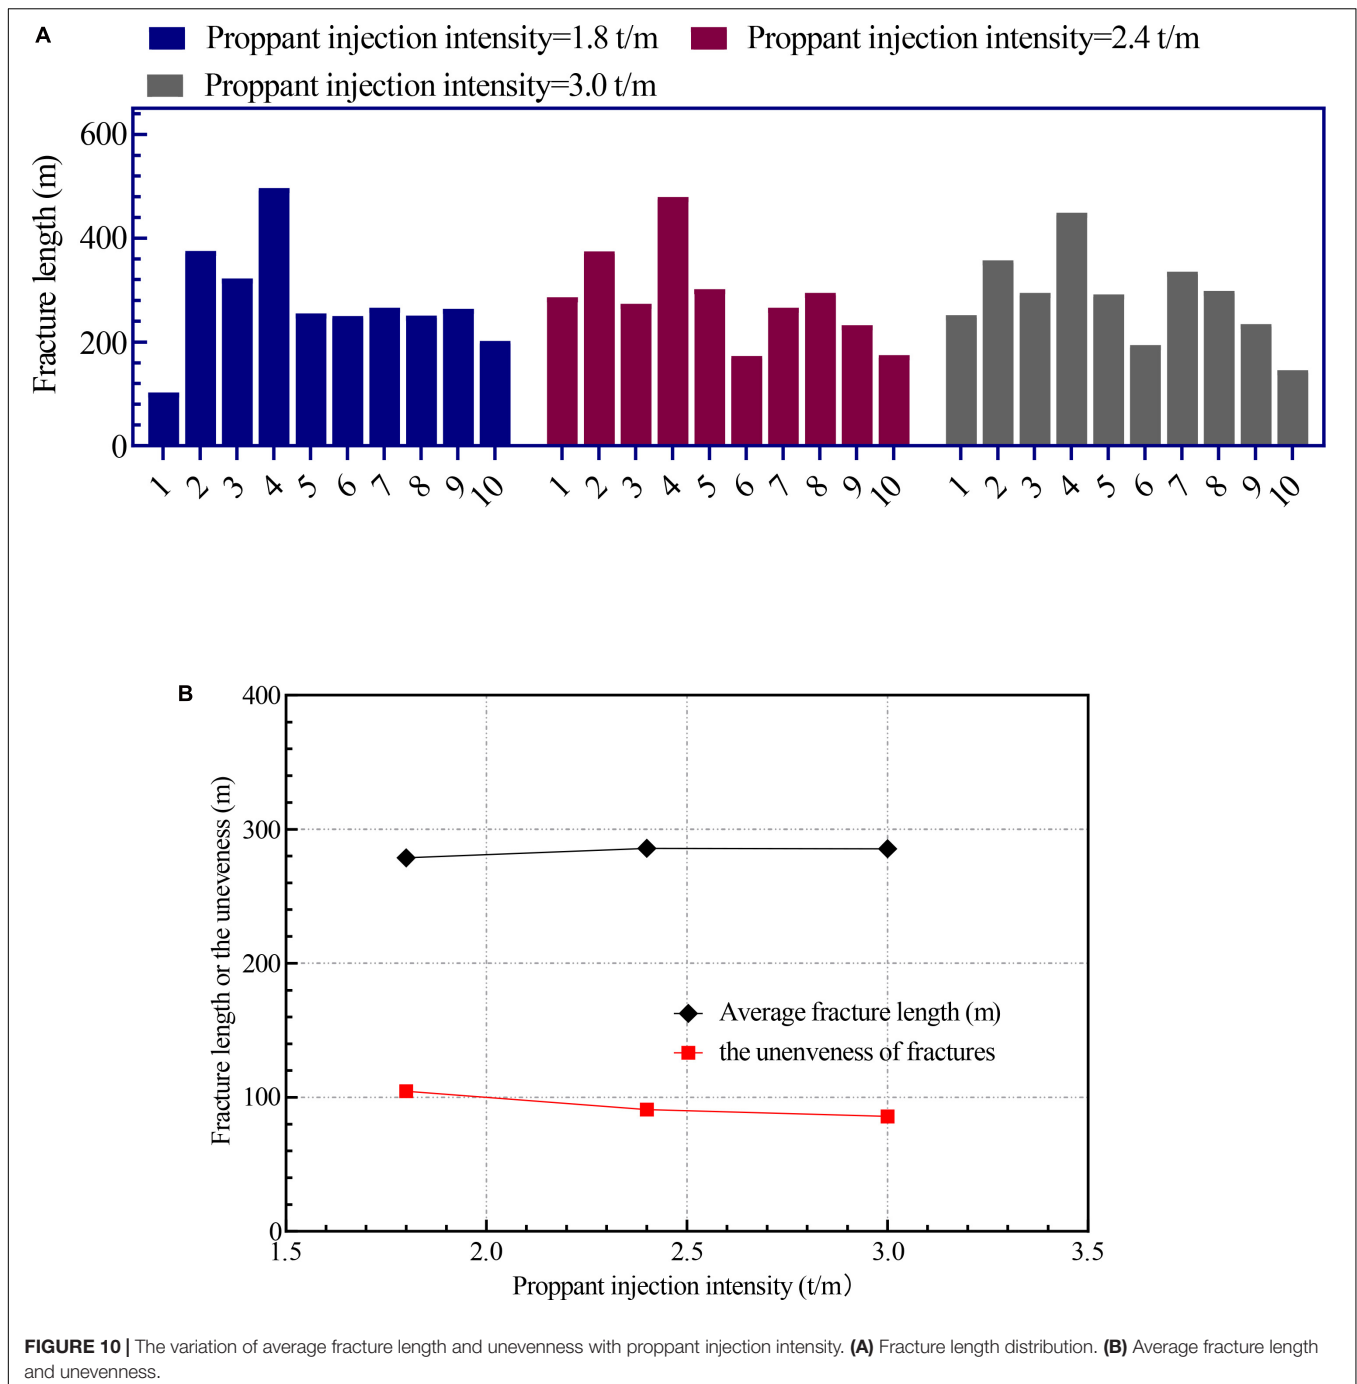 A
Proppant injection intensity=1.8 t/m Proppant injection intensity=2.4 t/m
Proppant injection intensity=3.0 t/m
Fracture length (m)
600
400
200
0
1 2 3 4 5 6 7 8 9 10 1 2 3 4 5 6 7 8 9 10 1 2 3 4 5 6 7 8 9 10
B
Fracture length or the uneveness (m)
400
300
200
100
0
Average fracture length (m)
the unenveness of fractures
1.5 2.0 2.5 3.0 3.5
Proppant injection intensity (t/m)
FIGURE 10 | The variation of average fracture length and unevenness with proppant injection intensity. (A) Fracture length distribution. (B) Average fracture length
and unevenness.